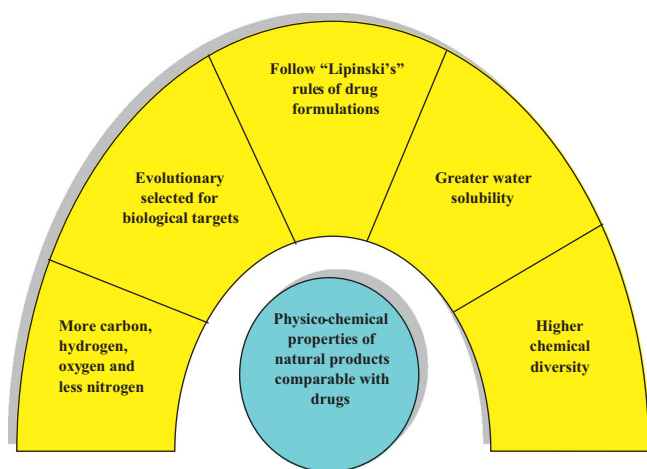 More carbon,
hydrogen,
oxygen and
less nitrogen
Evolutionary
selected for
biological targets
Follow “Lipinski’s”
rules of drug
formulations
Greater water
solubility
Higher
chemical
diversity
Physico-chemical
properties of
natural products
comparable with
drugs